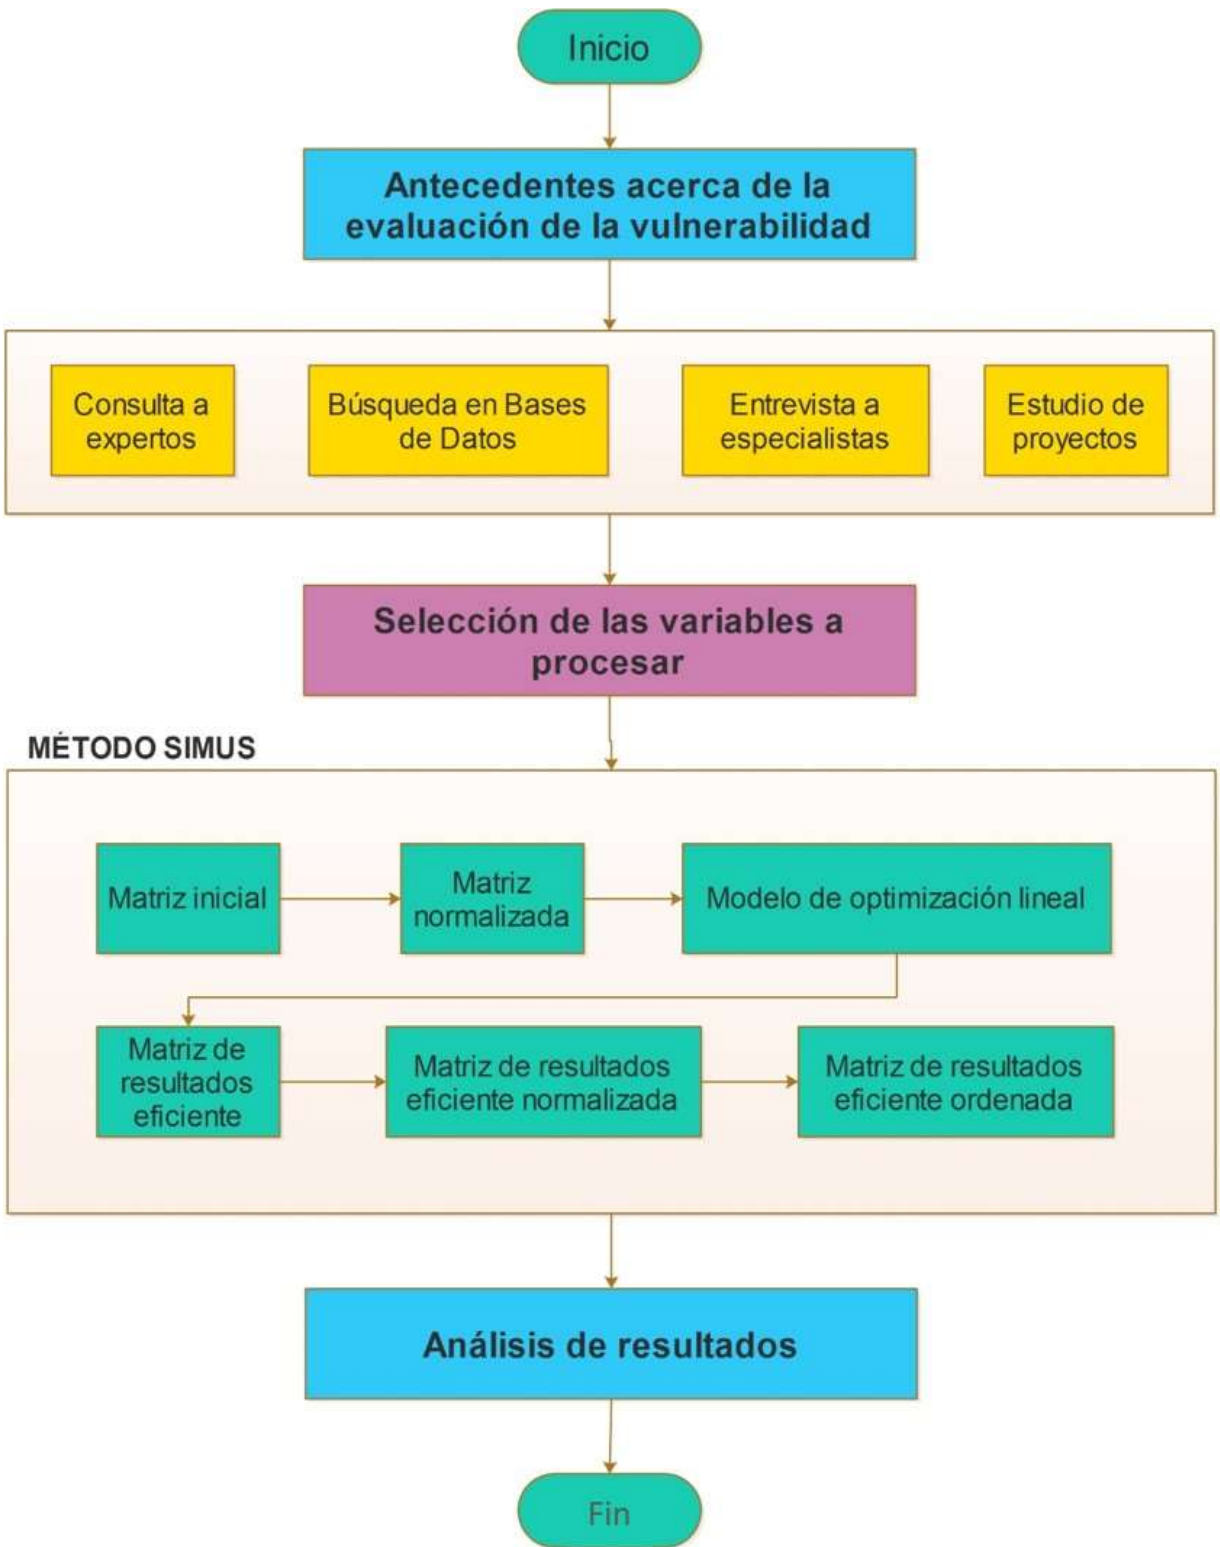 Inicio
Antecedentes acerca de la
evaluación de la vulnerabilidad
Consulta a
expertos
Búsqueda en Bases
de Datos
Entrevista a
especialistas
Estudio de
proyectos
Selección de las variables a
procesar
MÉTODO SIMUS
Matriz inicial
Matriz
normalizada
Modelo de optimización lineal
Matriz de
resultados
eficiente
Matriz de resultados
eficiente normalizada
Matriz de resultados
eficiente ordenada
Análisis de resultados
Fin